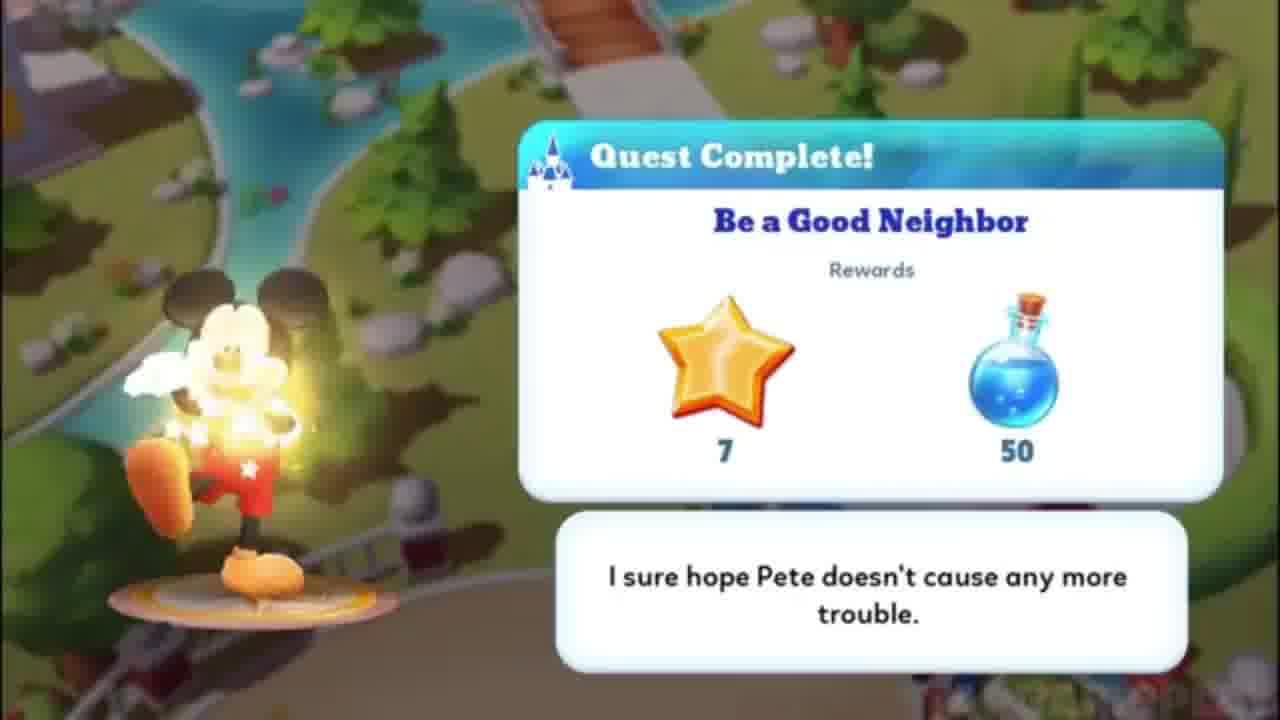 Quest Complete!
Be a Good Neighbor
Rewards
7
50
I sure hope Pete doesn't cause any more
trouble.